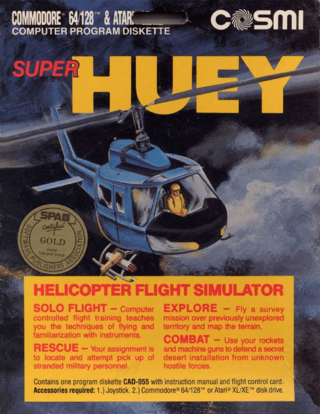 COMMODORE® 64/128™ & ATARI
COMPUTER PROGRAM DISKETTE
COSMI
SUPER
HUEY
SPAB
Certified
GOLD
HELICOPTER FLIGHT SIMULATOR
SOLO FLIGHT — Computer
controlled flight training teaches
you the techniques of flying and
familiarization with instruments.
RESCUE — Your assignment is
to locate and attempt pick up of
stranded military personnel.
EXPLORE — Fly a survey
mission over previously unexplored
territory and map the terrain.
COMBAT — Use your rockets
and machine guns to defend a secret
desert installation from unknown
hostile forces.
Contains one program diskette CAD-055 with instruction manual and flight control card.
Accessories required: 1.) Joystick. 2.) Commodore™ 64/128™ or Atari® XL/XE™ disk drive.